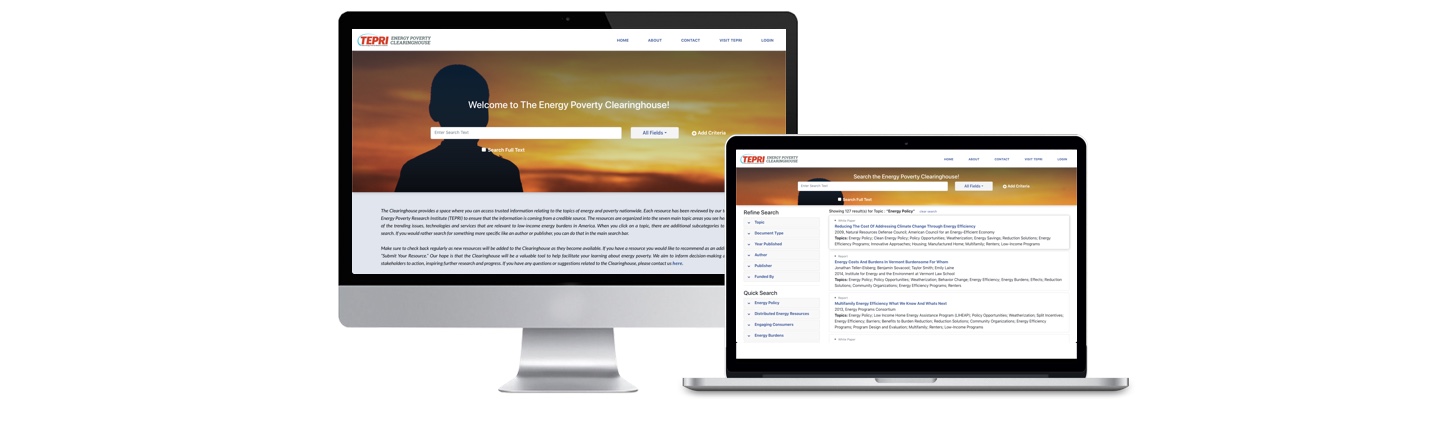 TEPRI ENERGY POVERTY
CLEARINGHOUSE
HOME ABOUT CONTACT VISIT TEPRI LOGIN
Welcome to The Energy Poverty Clearinghouse!
Enter Search Text All Fields Add Criteria
Search Full Text
The Clearinghouse provides a space where you can access trusted information relating to the topics of energy and poverty nationwide. Each resource has been reviewed by our t
Energy Poverty Research Institute (TEPRI) to ensure that the information is coming from a credible source. The resources are organized into the seven main topic areas you see he
of the trending issues, technologies and services that are relevant to low-income energy burdens in America. When you click on a topic, there are additional subcategories to
search. If you would rather search for something more specific like an author or publisher, you can do that in the main search bar.
Make sure to check back regularly as new resources will be added to the Clearinghouse as they become available. If you have a resource you would like to recommend as an add
"Submit Your Resource." Our hope is that the Clearinghouse will be a valuable tool to help facilitate your learning about energy poverty. We aim to inform decision-making
stakeholders to action, inspiring further research and progress. If you have any questions or suggestions related to the Clearinghouse, please contact us here.
TEPRI ENERGY POVERTY
CLEARINGHOUSE
HOME ABOUT CONTACT VISIT TEPRI LOGIN
Search the Energy Poverty Clearinghouse!
Enter Search Text All Fields Add Criteria
Search Full Text
Refine Search
Topic
Document Type
Year Published
Author
Publisher
Funded By
Quick Search
Energy Policy
Distributed Energy Resources
Engaging Consumers
Energy Burdens
Showing 127 result(s) for Topic : "Energy Policy" new search
White Paper
Reducing The Cost Of Addressing Climate Change Through Energy Efficiency
2009, Natural Resources Defense Council, American Council for an Energy-Efficient Economy
Topics: Energy Policy; Clean Energy Policy; Policy Opportunities; Weatherization; Energy Savings; Reduction Solutions; Energy
Efficiency Programs; Innovative Approaches; Housing; Manufactured Home; Multifamily; Renters; Low-Income Programs
Report
Energy Costs And Burdens In Vermont Burdensome For Whom
Jonathan Teller-Elsberg, Benjamin Sovacool, Taylor Smith, Emily Laine
2014, Institute for Energy and the Environment at Vermont Law School
Topics: Energy Policy; Policy Opportunities; Weatherization; Behavior Change; Energy Efficiency; Energy Burdens; Effects; Reduction
Solutions; Community Organizations; Energy Efficiency Programs; Renters
Report
Multifamily Energy Efficiency What We Know And Whats Next
2013, Energy Programs Consortium
Topics: Energy Policy; Low Income Home Energy Assistance Program (LIHEAP); Policy Opportunities; Weatherization; Split Incentives;
Energy Efficiency; Barriers; Benefits to Burden Reduction; Reduction Solutions; Community Organizations; Energy Efficiency
Programs; Program Design and Evaluation; Multifamily; Renters; Low-Income Programs
White Paper